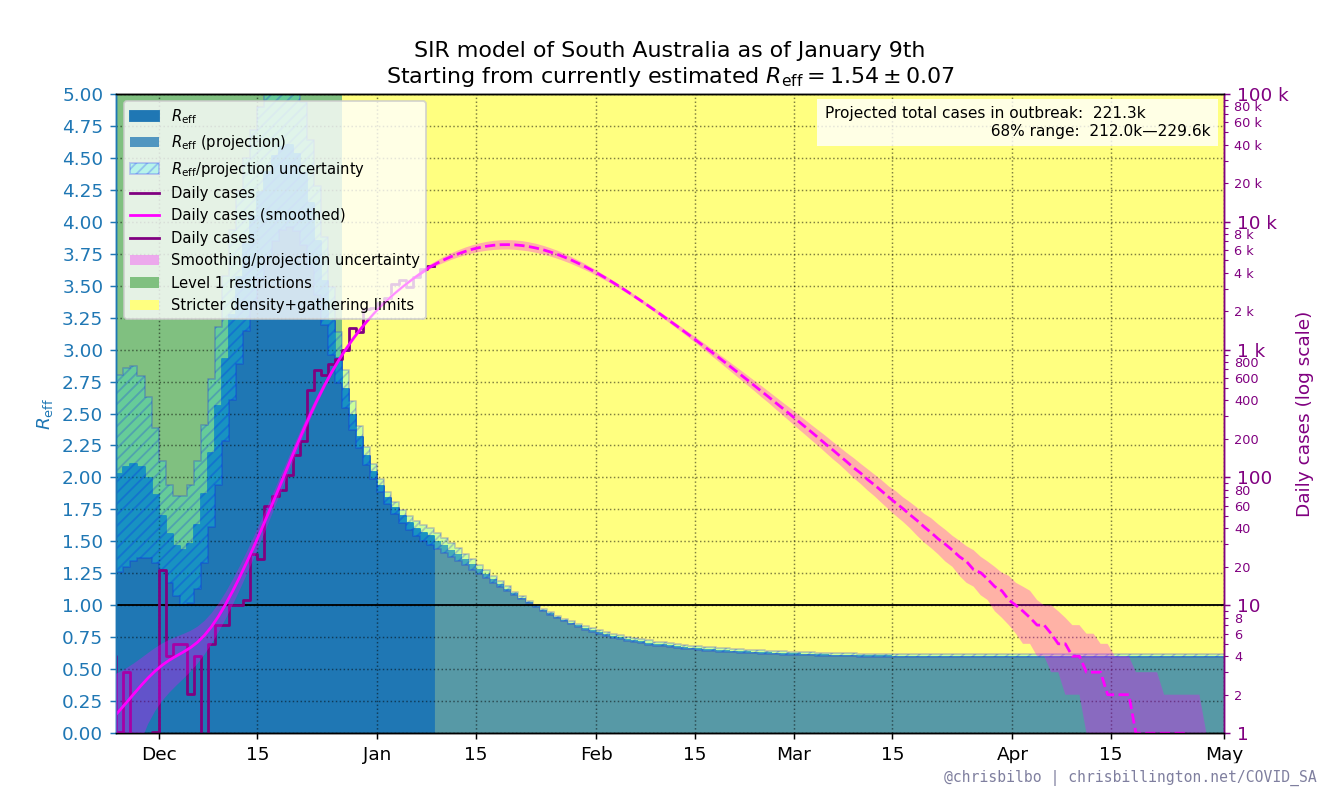 SIR model of South Australia as of January 9th
Starting from currently estimated R_eff = 1.54 ± 0.07
Projected total cases in outbreak: 221.3k
68% range: 212.0k—229.6k
R_eff
R_eff (projection)
R_eff/projection uncertainty
Daily cases
Daily cases (smoothed)
Daily cases
Smoothing/projection uncertainty
Level 1 restrictions
Stricter density+gathering limits
R_eff
5.00
4.75
4.50
4.25
4.00
3.75
3.50
3.25
3.00
2.75
2.50
2.25
2.00
1.75
1.50
1.25
1.00
0.75
0.50
0.25
0.00
Dec 15 Jan 15 Feb 15 Mar 15 Apr 15 May
100 k
80 k
60 k
40 k
20 k
10 k
8 k
6 k
4 k
2 k
1 k
800
600
400
200
100
80
60
40
20
10
8
6
4
2
1
Daily cases (log scale)
@chrisbilbo | chrisbillington.net/COVID_SA